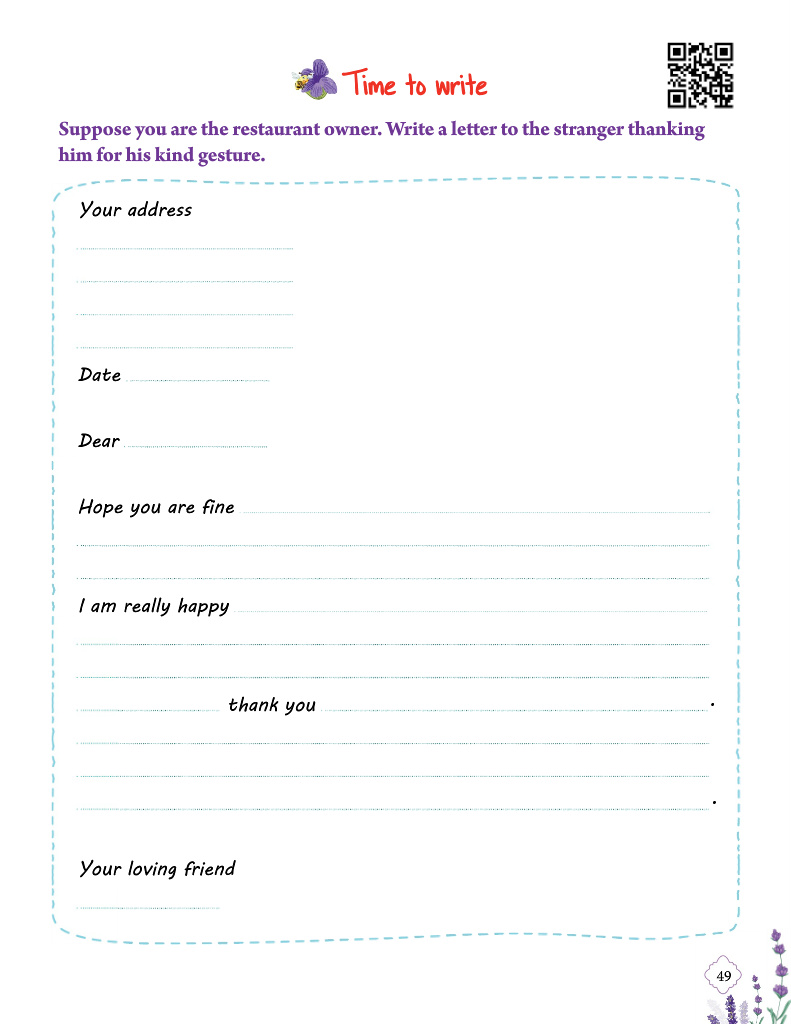 Time to write
Suppose you are the restaurant owner. Write a letter to the stranger thanking
him for his kind gesture.
Your address
Date
Dear
Hope you are fine
I am really happy
thank you .
.
Your loving friend
49